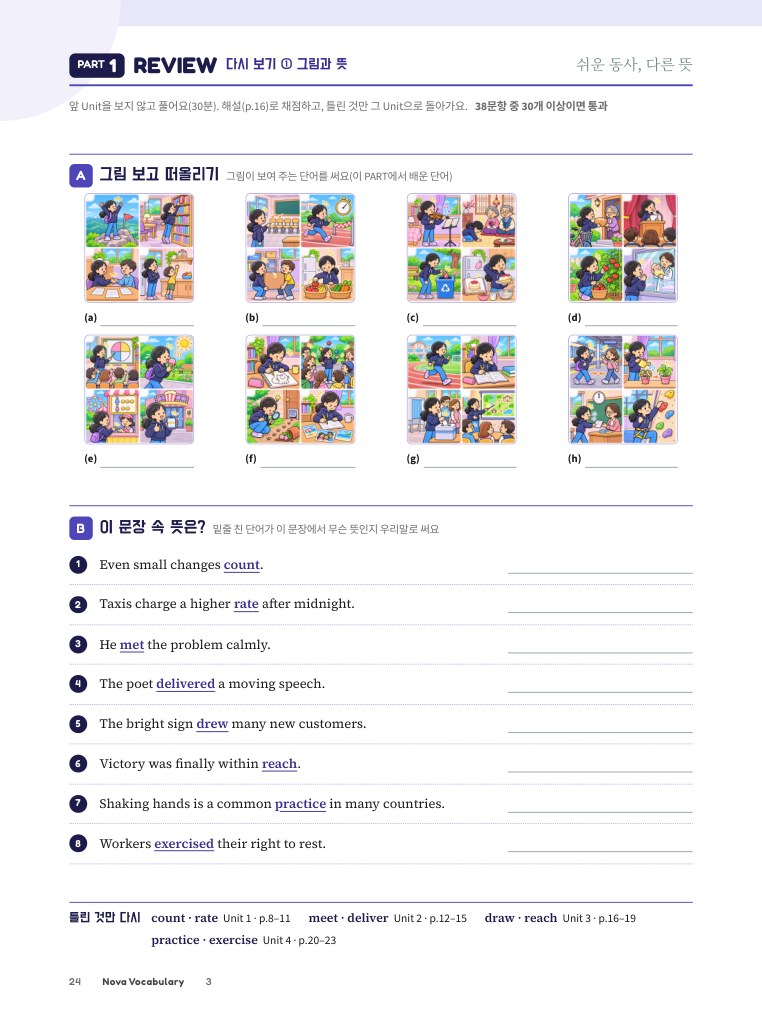 PART 1 REVIEW 다시 보기 ① 그림과 뜻
쉬운 동사, 다른 뜻
앞 Unit을 보지 않고 풀어요(30분). 해설(p.16)로 채점하고, 틀린 것만 그 Unit으로 돌아가요. 38문항 중 30개 이상이면 통과
A 그림 보고 떠올리기 그림이 보여 주는 단어를 써요(이 PART에서 배운 단어)
(a)
(b)
(c)
(d)
(e)
(f)
(g)
(h)
B 이 문장 속 뜻은? 밑줄 친 단어가 이 문장에서 무슨 뜻인지 우리말로 써요
1 Even small changes count.
2 Taxis charge a higher rate after midnight.
3 He met the problem calmly.
4 The poet delivered a moving speech.
5 The bright sign drew many new customers.
6 Victory was finally within reach.
7 Shaking hands is a common practice in many countries.
8 Workers exercised their right to rest.
틀린 것만 다시 count · rate Unit 1 · p.8–11 meet · deliver Unit 2 · p.12–15 draw · reach Unit 3 · p.16–19
practice · exercise Unit 4 · p.20–23
24 Nova Vocabulary 3